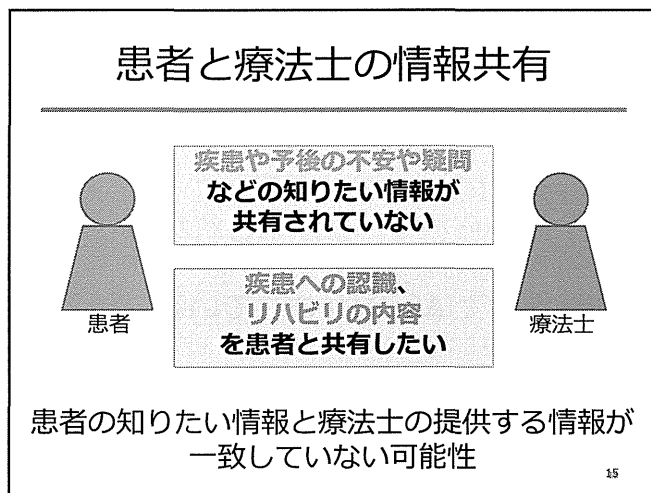 患者と療法士の情報共有
疾患や予後の不安や疑問
などの知りたい情報が
共有されていない
疾患への認識、
リハビリの内容
を患者と共有したい
患者
療法士
患者の知りたい情報と療法士の提供する情報が
一致していない可能性
15